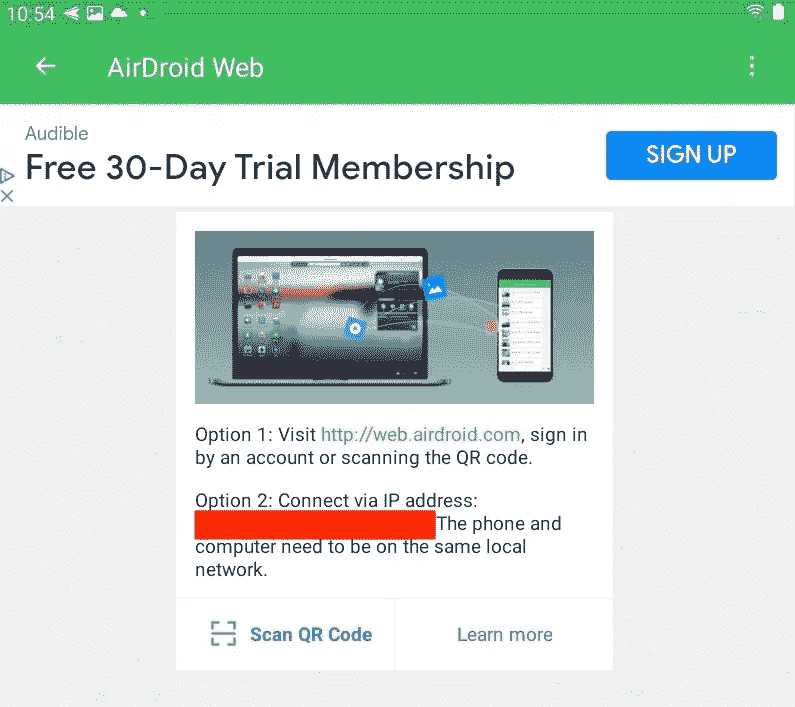 10:54
AirDroid Web
Audible
Free 30-Day Trial Membership
SIGN UP
Option 1: Visit http://web.airdroid.com, sign in
by an account or scanning the QR code.
Option 2: Connect via IP address:
The phone and
computer need to be on the same local
network.
Scan QR Code
Learn more